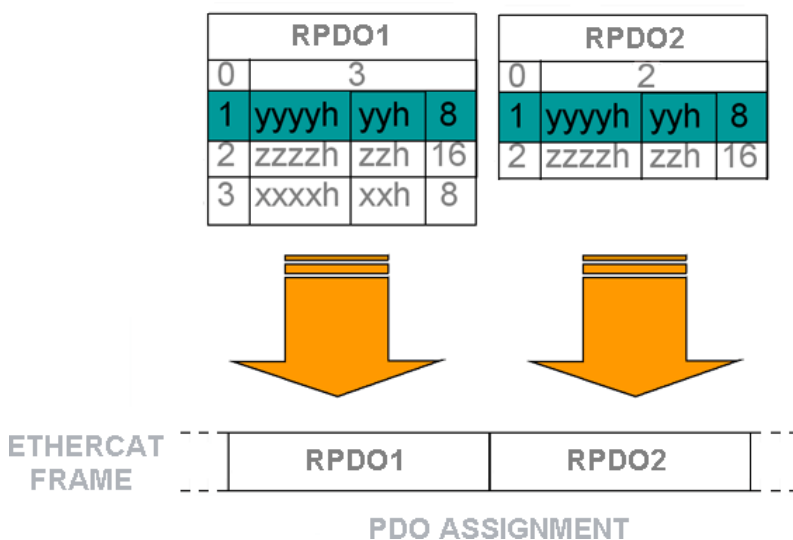 RPDO1
0 3
1 yyyyh yyh 8
2 zzzzh zzh 16
3 xxxxh xxh 8
RPDO2
0 2
1 yyyyh yyh 8
2 zzzzh zzh 16
ETHERCAT
FRAME
RPDO1 RPDO2
PDO ASSIGNMENT